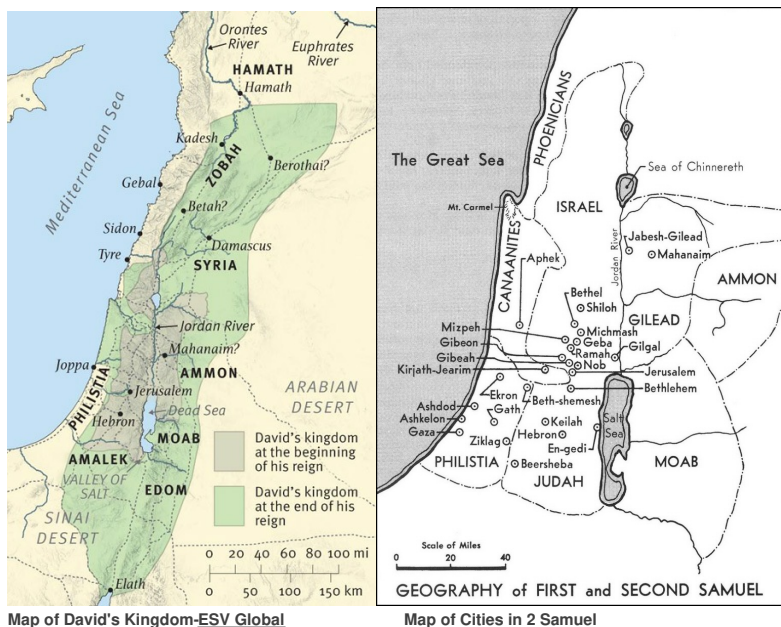 Orontes
River
Euphrates
River
HAMATH
Hamath
Mediterranean Sea
Kadesh
ZOBAH
Berothai?
Gebal
Betah?
Sidon
Damascus
Tyre
SYRIA
Jordan River
Mahanaim?
Joppa
AMMON
PHILISTIA
Jerusalem
ARABIAN
DESERT
Dead Sea
Hebron
MOAB
AMALEK
VALLEY OF
SALT
EDOM
SINAI
DESERT
Elath
David's kingdom
at the beginning
of his reign
David's kingdom
at the end of his
reign
0 20 40 60 80 100 mi
0 50 100 150 km
Map of David's Kingdom-ESV Global
PHOENICIANS
The Great Sea
Sea of Chinnereth
Mt. Carmel
ISRAEL
CANAANITES
Jordan River
Jabesh-Gilead
Mahanaim
Aphek
AMMON
Bethel
Shiloh
GILEAD
Mizpeh
Michmash
Gibeon
Geba
Ramah
Gilgal
Gibeah
Nob
Kirjath-Jearim
Jerusalem
Bethlehem
Ekron
Beth-shemesh
Ashdod
Gath
Ashkelon
Keilah
Salt
Sea
Gaza
Hebron
Ziklag
En-gedi
PHILISTIA
Beersheba
MOAB
JUDAH
Scale of Miles
0 20 40
GEOGRAPHY of FIRST and SECOND SAMUEL
Map of Cities in 2 Samuel